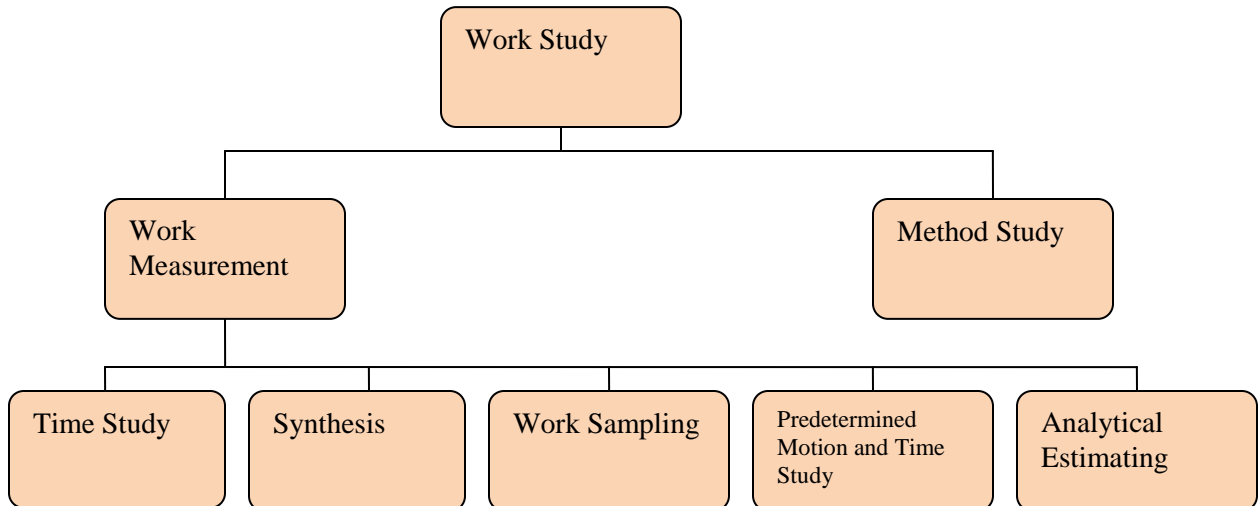 Work Study
Work
Measurement
Method Study
Time Study
Synthesis
Work Sampling
Predetermined
Motion and Time
Study
Analytical
Estimating